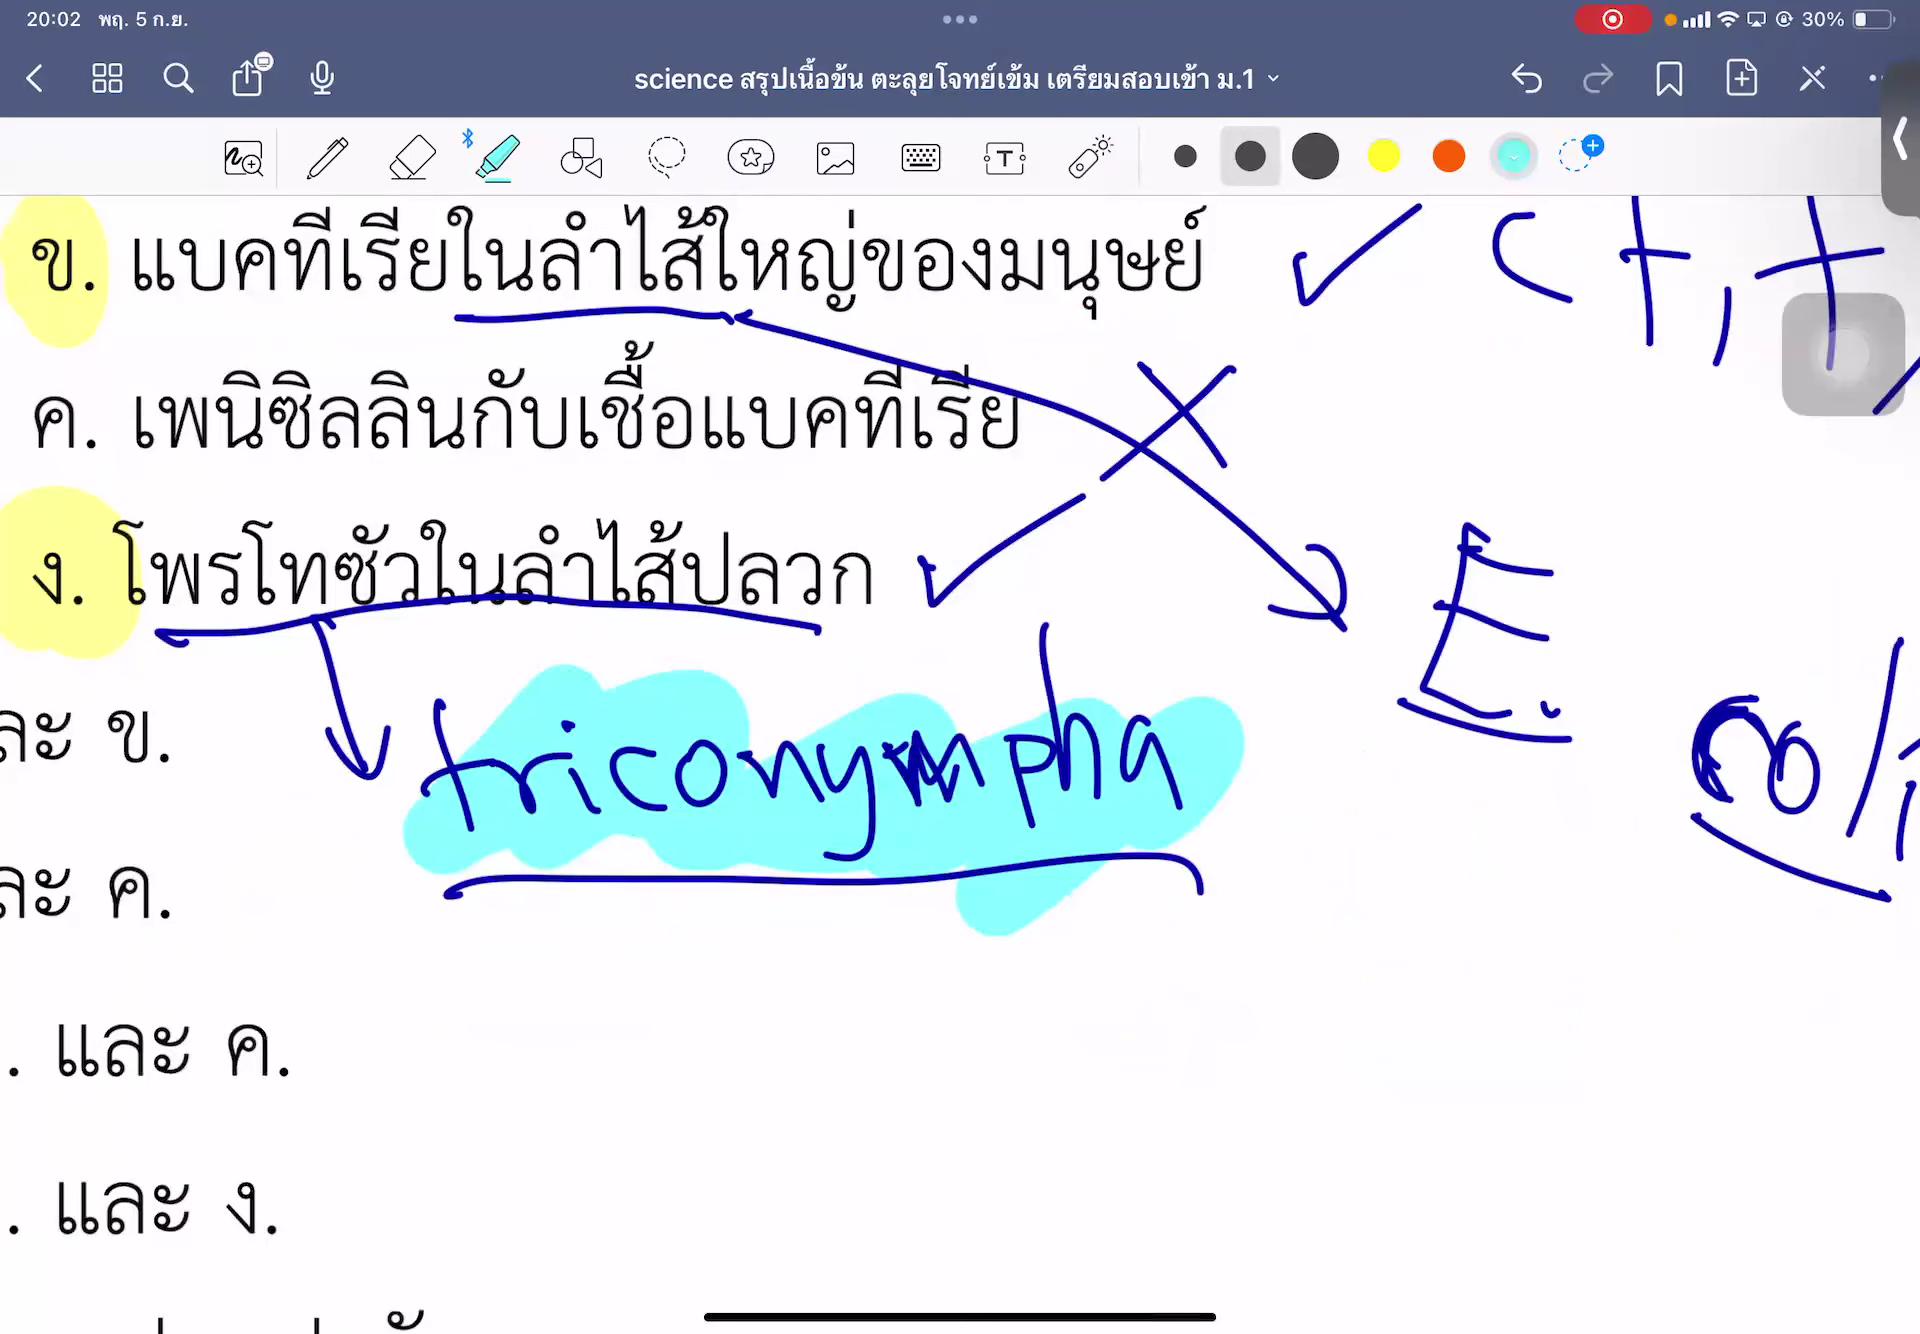 20:02 พฤ. 5 ก.ย.
30%
science สรุปเนื้อข้น ตะลุยโจทย์เข้ม เตรียมสอบเข้า ม.1
T
ข. แบคทีเรียในลำไส้ใหญ่ของมนุษย์ ✓ (+,+
ค. เพนิซิลลินกับเชื้อแบคทีเรีย
ง. โพรโทซัวในลำไส้ปลวก ✓
E. coli
triconympha
ละ ข.
ละ ค.
. และ ค.
. และ ง.